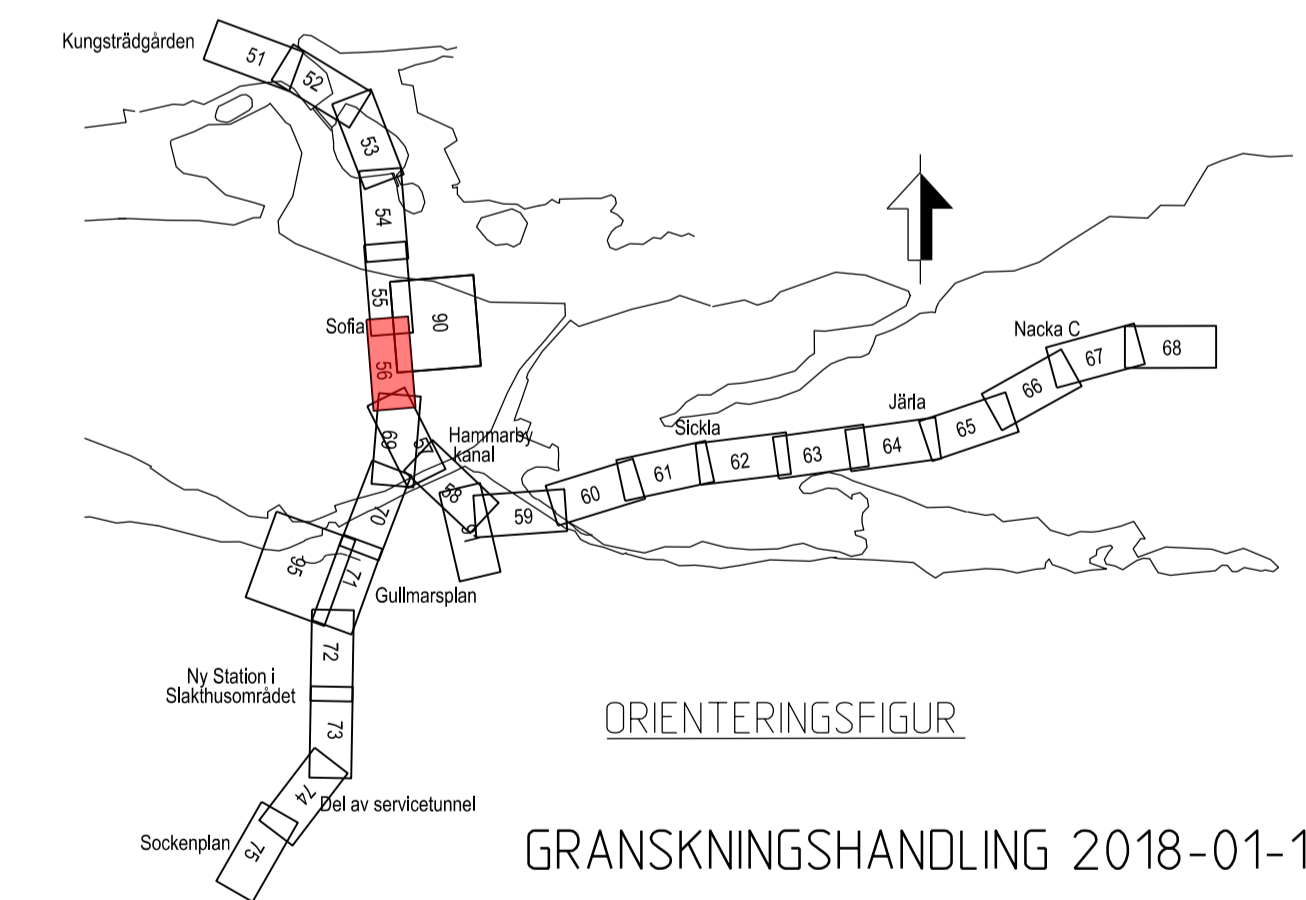 Kungsträdgården
51
52
53
54
55
90
Sofia
56
69
57
Hammarby
kanal
58
59
60
61
Sickla
62
63
64
Järla
65
66
67
Nacka C
68
70
95
71
Gullmarsplan
72
Ny Station i
Slakthusområdet
73
74
Del av servicetunnel
Sockenplan
75
ORIENTERINGSFIGUR
GRANSKNINGSHANDLING 2018-01-1